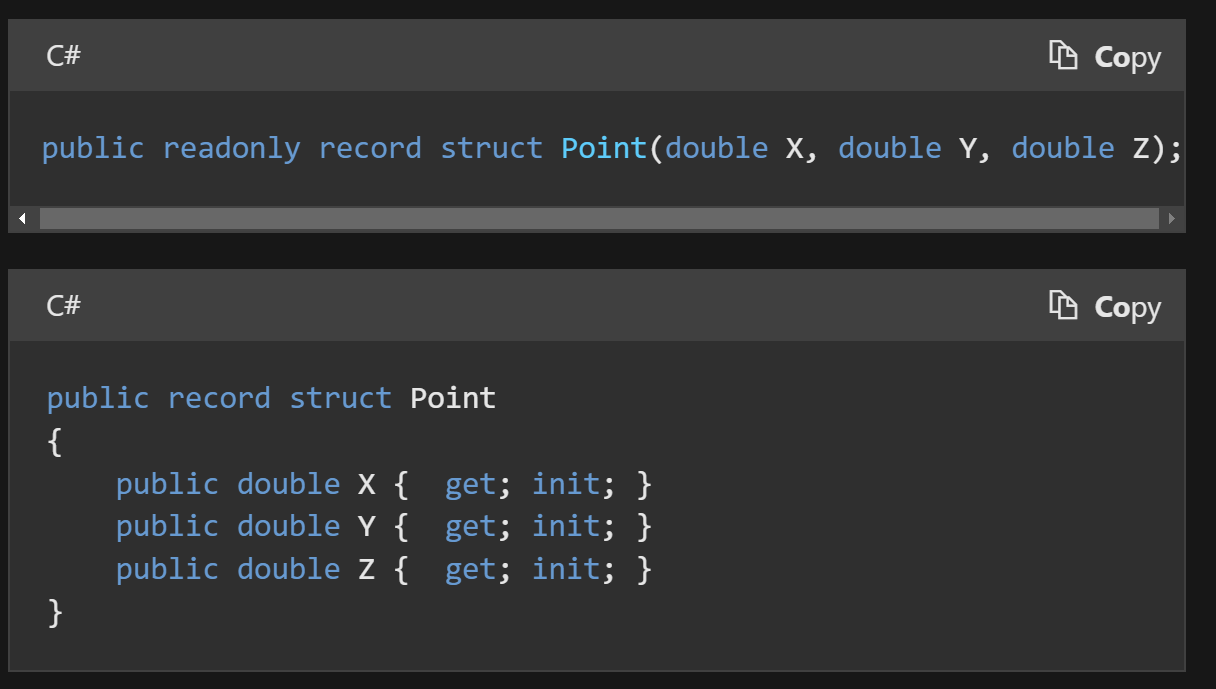 C#
Copy
public readonly record struct Point(double X, double Y, double Z);
C#
Copy
public record struct Point
{
    public double X {  get; init; }
    public double Y {  get; init; }
    public double Z {  get; init; }
}